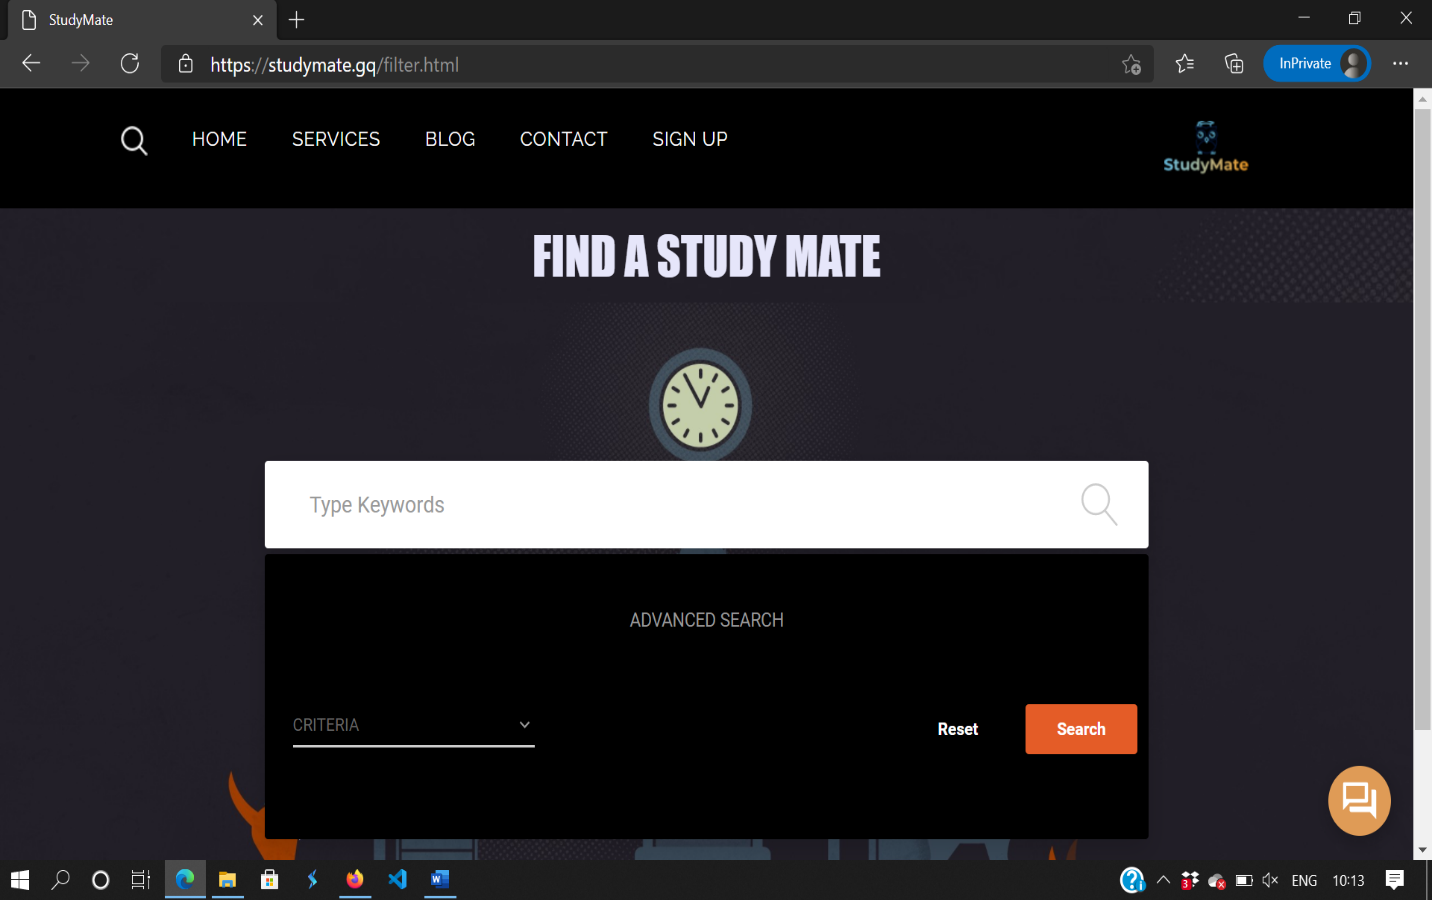 StudyMate
https://studymate.gq/filter.html
InPrivate
HOME SERVICES BLOG CONTACT SIGN UP
StudyMate
FIND A STUDY MATE
Type Keywords
ADVANCED SEARCH
CRITERIA
Reset
Search
3
ENG 10:13